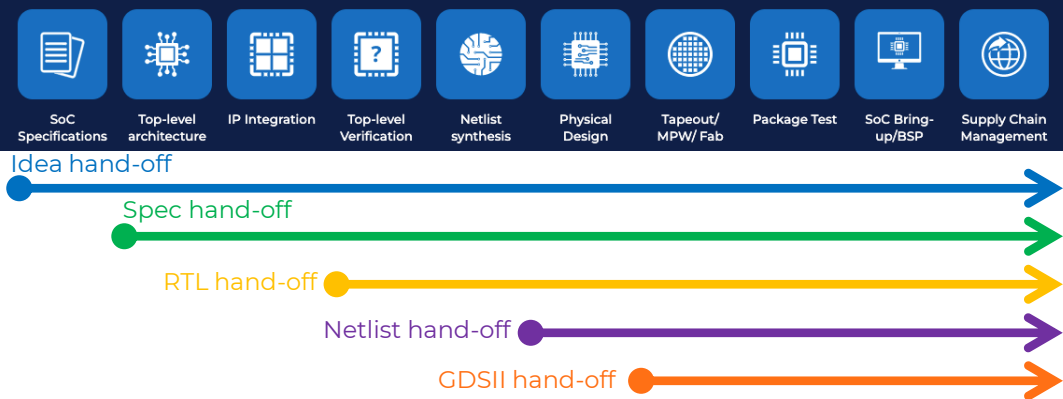 SoC
Specifications
Top-level
architecture
IP Integration
?
Top-level
Verification
Netlist
synthesis
Physical
Design
Tapeout/
MPW/ Fab
Package Test
SoC Bring-
up/BSP
Supply Chain
Management
Idea hand-off
Spec hand-off
RTL hand-off
Netlist hand-off
GDSII hand-off